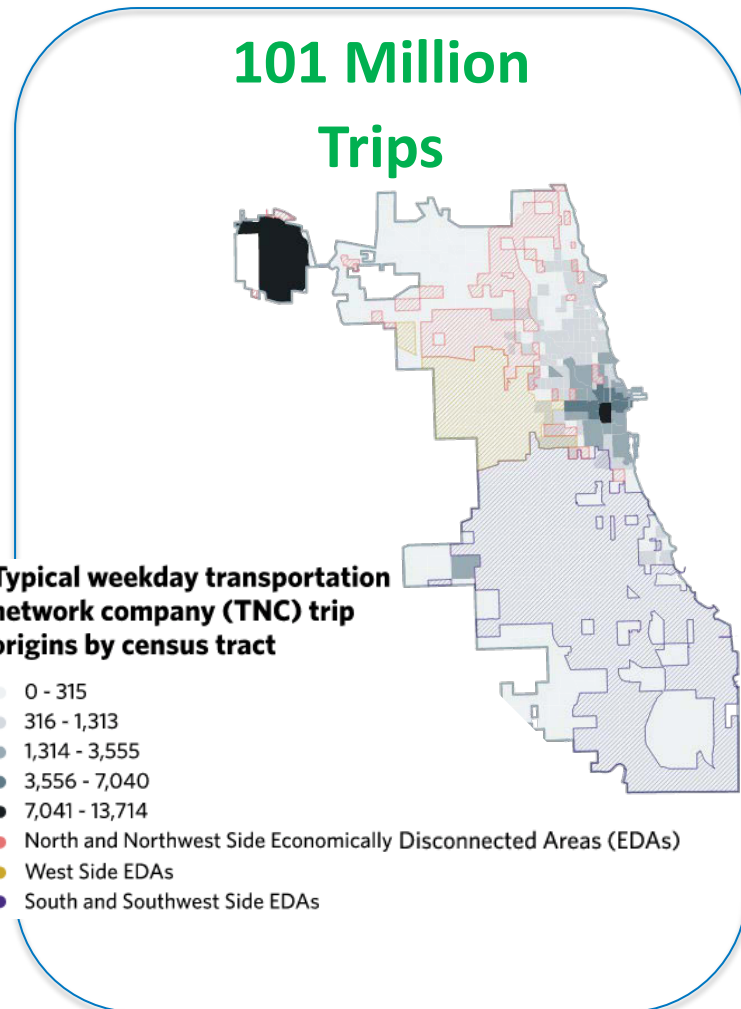 101 Million
Trips
Typical weekday transportation
network company (TNC) trip
origins by census tract
0 - 315
316 - 1,313
1,314 - 3,555
3,556 - 7,040
7,041 - 13,714
North and Northwest Side Economically Disconnected Areas (EDAs)
West Side EDAs
South and Southwest Side EDAs